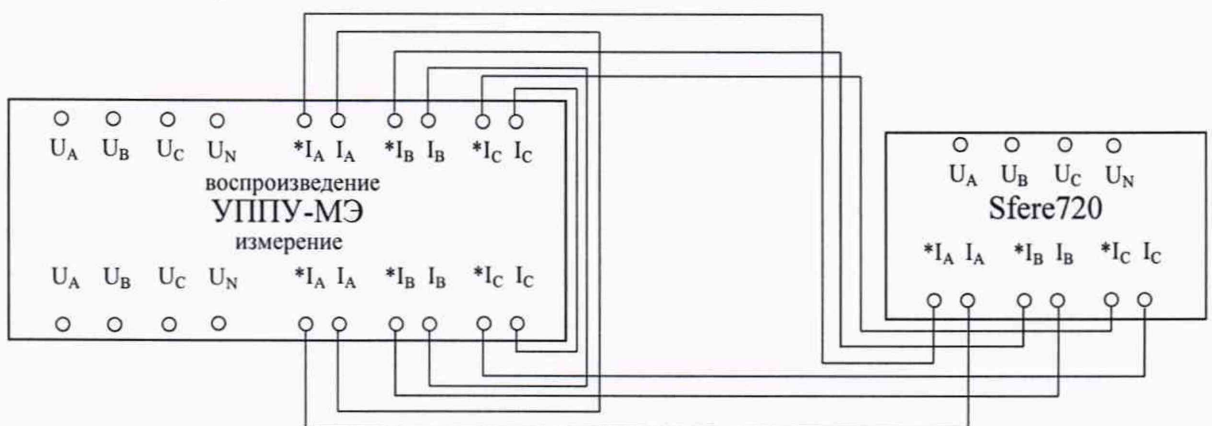 U_A U_B U_C U_N *I_A I_A *I_B I_B *I_C I_C
воспроизведение
УППУ-МЭ
измерение
U_A U_B U_C U_N *I_A I_A *I_B I_B *I_C I_C
U_A U_B U_C U_N
Sfere720
*I_A I_A *I_B I_B *I_C I_C